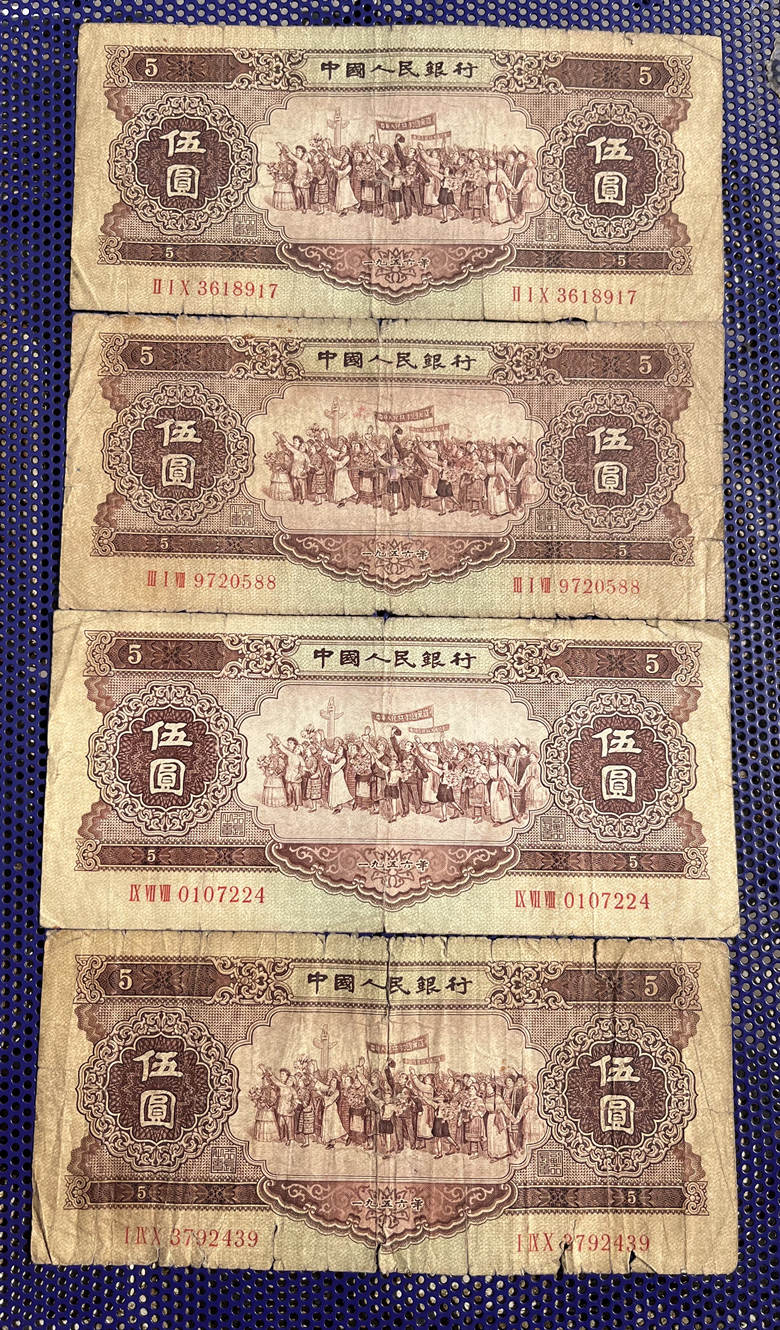 5 中國人民銀行 5
伍圓 伍圓
5 一九五六年 5
II I X 3618917 II I X 3618917
5 中國人民銀行 5
伍圓 伍圓
5 一九五六年 5
III I VIII 9720588 III I VIII 9720588
5 中國人民銀行 5
伍圓 伍圓
5 一九五六年 5
IX VII VIII 0107224 IX VII VIII 0107224
5 中國人民銀行 5
伍圓 伍圓
5 一九五六年 5
I IX X 3792439 I IX X 3792439